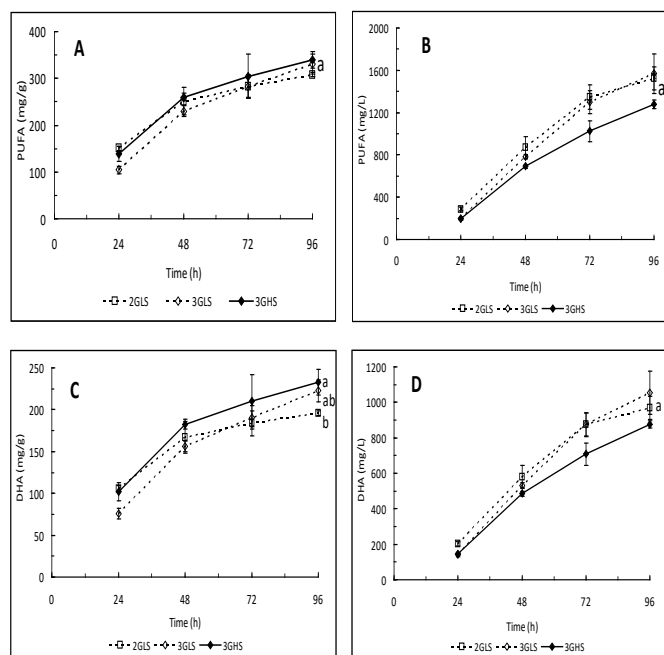 A
PUFA (mg/g)
400
300
200
100
0
0 24 48 72 96
a
Time (h)
2GLS 3GLS 3GHS
B
PUFA (mg/L)
1600
1200
800
400
0
0 24 48 72 96
a
Time (h)
2GLS 3GLS 3GHS
C
DHA (mg/g)
250
200
150
100
50
0
0 24 48 72 96
a
ab
b
Time (h)
2GLS 3GLS 3GHS
D
DHA (mg/L)
1200
1000
800
600
400
200
0
0 24 48 72 96
a
Time (h)
2GLS 3GLS 3GHS